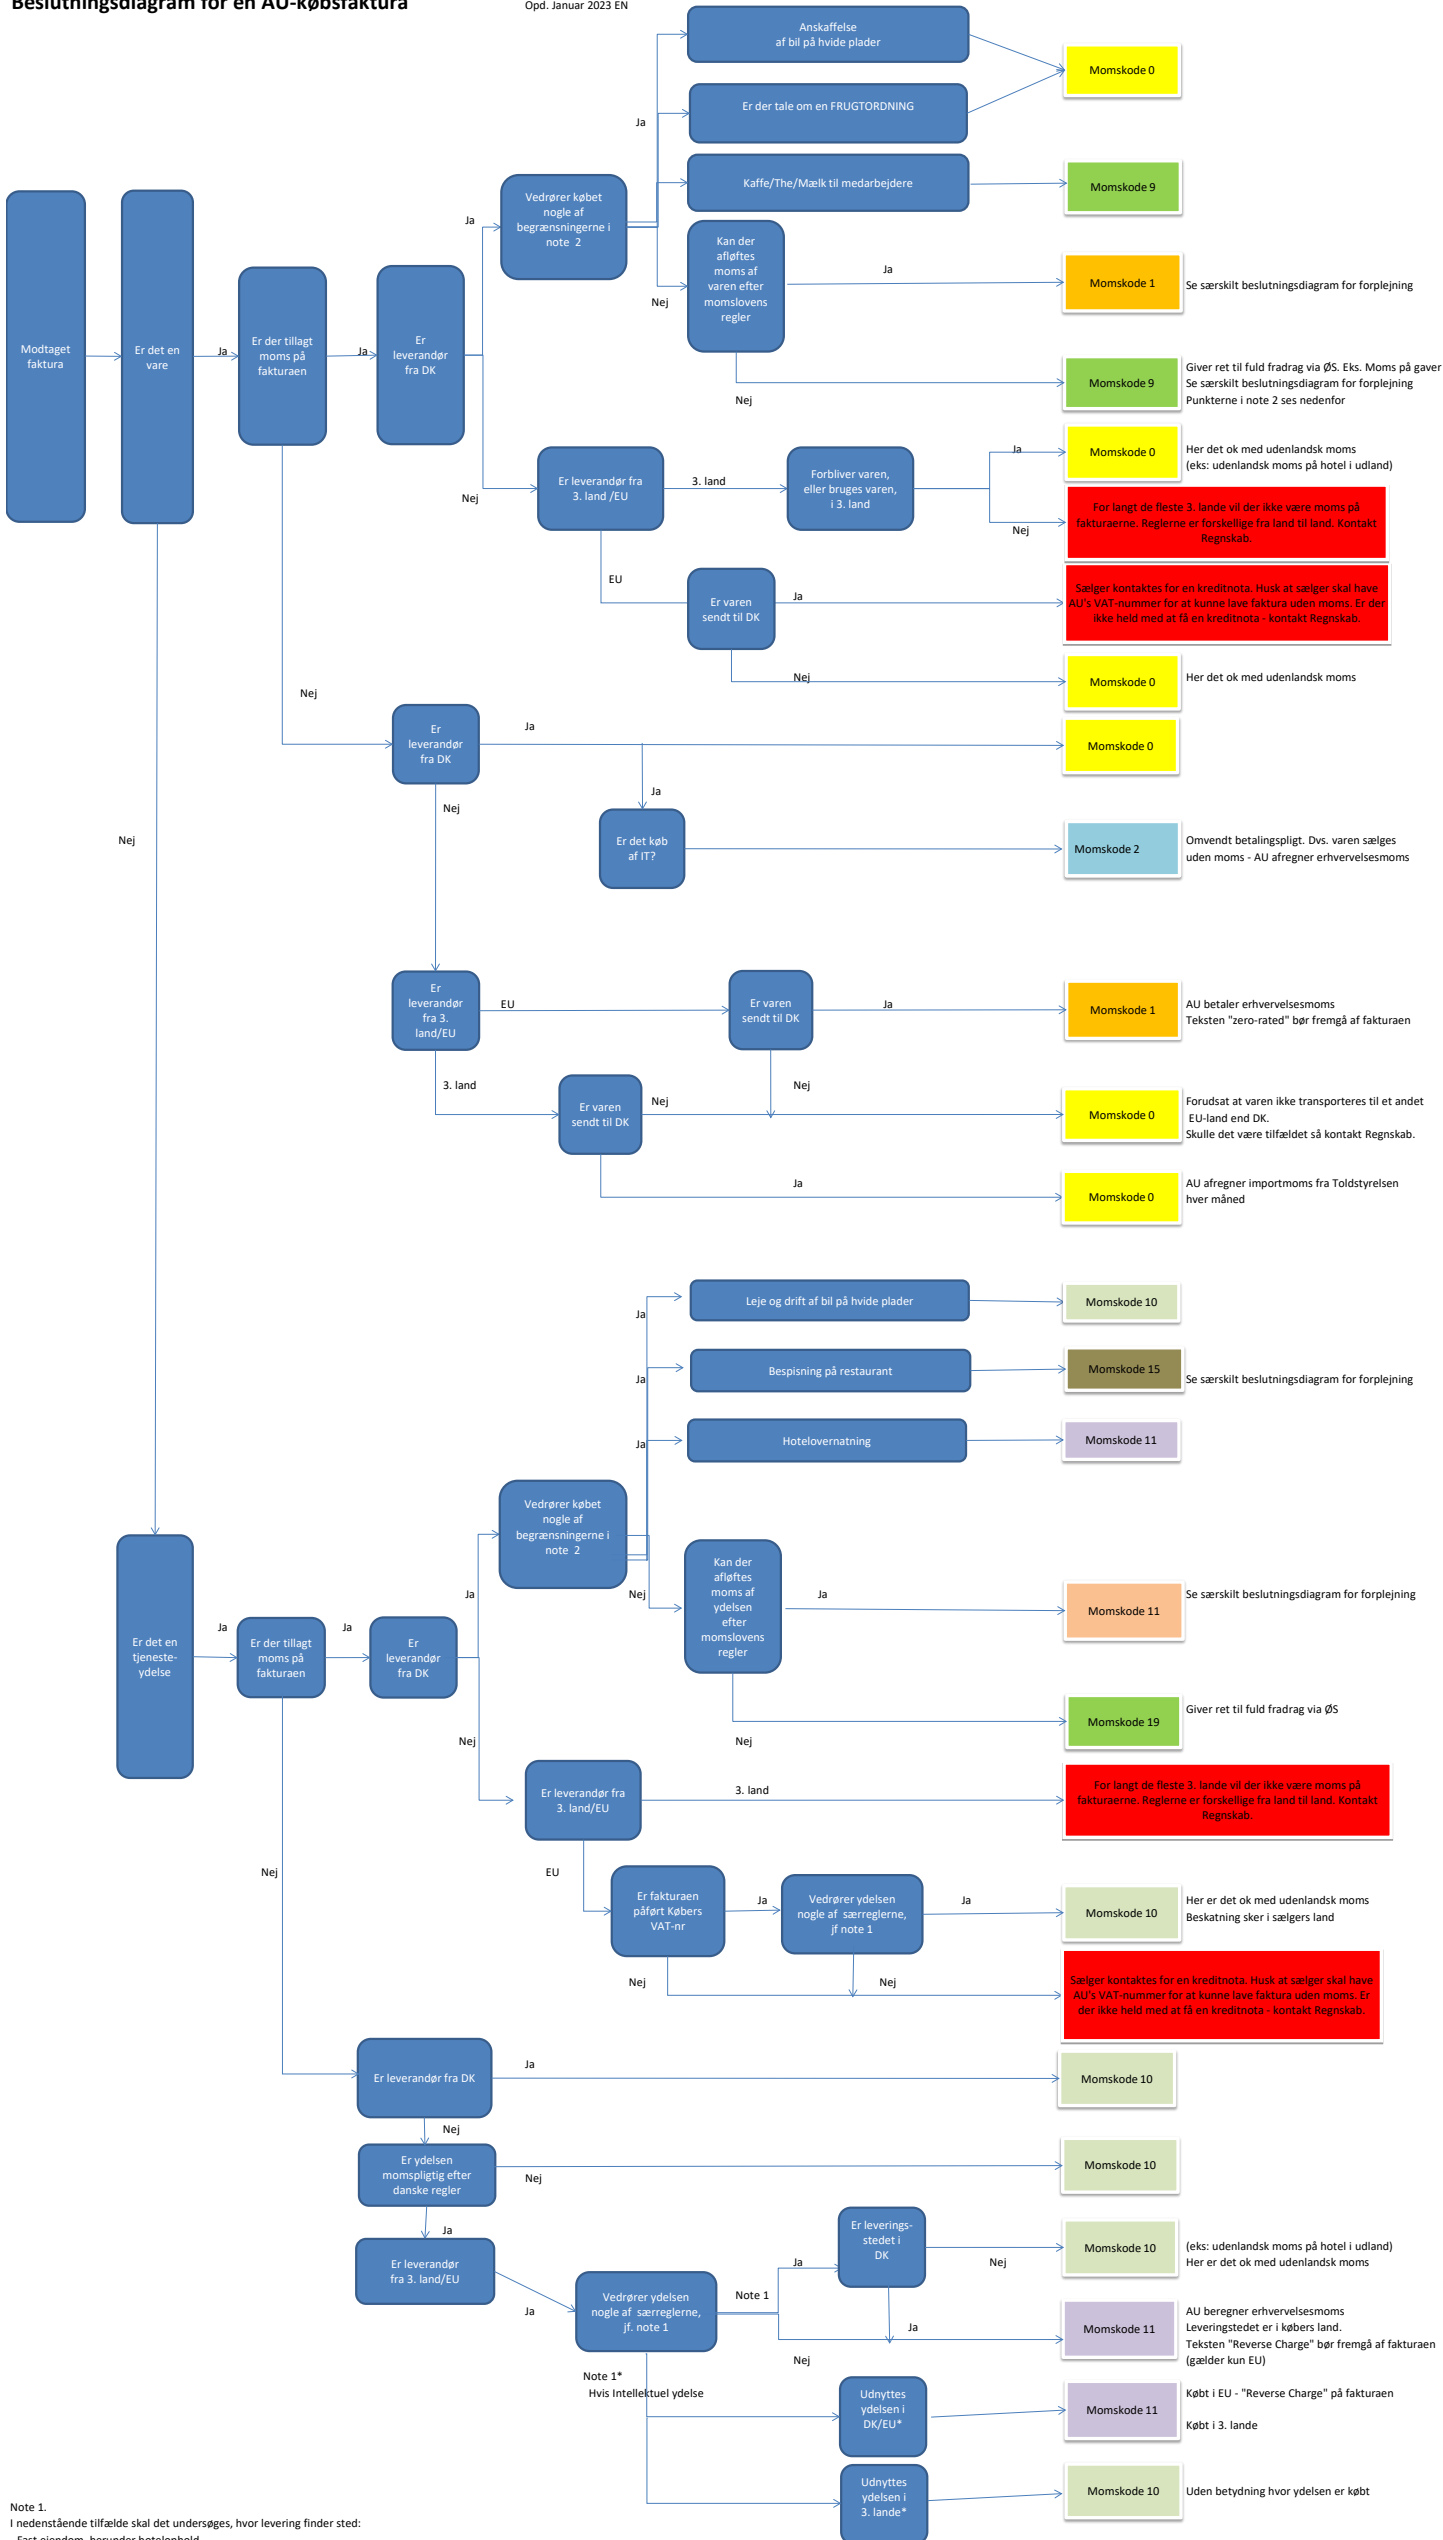 Beslutningsdiagram for en AU-købsfaktura
Opd. Januar 2023 EN
Anskaffelse
af bil på hvide plader
Momskode 0
Er der tale om en FRUGTORDNING
Ja
Kaffe/The/Mælk til medarbejdere
Momskode 9
Vedrører købet
nogle af
begrænsningerne i
note 2
Ja
Kan der
afløftes
moms af
varen efter
momslovens
regler
Ja
Nej
Momskode 1
Se særskilt beslutningsdiagram for forplejning
Modtaget
faktura
Er det en
vare
Ja
Er der tillagt
moms på
fakturaen
Ja
Er
leverandør
fra DK
Nej
Momskode 9
Giver ret til fuld fradrag via ØS. Eks. Moms på gaver
Se særskilt beslutningsdiagram for forplejning
Punkterne i note 2 ses nedenfor
Nej
Er leverandør fra
3. land /EU
3. land
Forbliver varen,
eller bruges varen,
i 3. land
Ja
Momskode 0
Her det ok med udenlandsk moms
(eks: udenlandsk moms på hotel i udland)
Nej
For langt de fleste 3. lande vil der ikke være moms på
fakturaerne. Reglerne er forskellige fra land til land. Kontakt
Regnskab.
EU
Er varen
sendt til DK
Ja
Sælger kontaktes for en kreditnota. Husk at sælger skal have
AU's VAT-nummer for at kunne lave faktura uden moms. Er der
ikke held med at få en kreditnota - kontakt Regnskab.
Nej
Momskode 0
Her det ok med udenlandsk moms
Nej
Er
leverandør
fra DK
Ja
Momskode 0
Ja
Nej
Er det køb
af IT?
Momskode 2
Omvendt betalingspligt. Dvs. varen sælges
uden moms - AU afregner erhvervelsesmoms
Nej
Er
leverandør
fra 3.
land/EU
EU
Er varen
sendt til DK
Ja
Momskode 1
AU betaler erhvervelsesmoms
Teksten "zero-rated" bør fremgå af fakturaen
3. land
Nej
Er varen
sendt til DK
Nej
Momskode 0
Forudsat at varen ikke transporteres til et andet
EU-land end DK.
Skulle det være tilfældet så kontakt Regnskab.
Ja
Momskode 0
AU afregner importmoms fra Toldstyrelsen
hver måned
Leje og drift af bil på hvide plader
Momskode 10
Ja
Bespisning på restaurant
Momskode 15
Se særskilt beslutningsdiagram for forplejning
Ja
Hotelovernatning
Momskode 11
Ja
Vedrører købet
nogle af
begrænsningerne i
note 2
Ja
Nej
Kan der
afløftes
moms af
ydelsen
efter
momslovens
regler
Ja
Momskode 11
Se særskilt beslutningsdiagram for forplejning
Er det en
tjeneste-
ydelse
Ja
Er der tillagt
moms på
fakturaen
Ja
Er
leverandør
fra DK
Nej
Momskode 19
Giver ret til fuld fradrag via ØS
Nej
Er leverandør fra
3. land/EU
3. land
For langt de fleste 3. lande vil der ikke være moms på
fakturaerne. Reglerne er forskellige fra land til land. Kontakt
Regnskab.
Nej
EU
Er fakturaen
påført Købers
VAT-nr
Ja
Vedrører ydelsen
nogle af særreglerne,
jf note 1
Ja
Momskode 10
Her er det ok med udenlandsk moms
Beskatning sker i sælgers land
Nej
Nej
Sælger kontaktes for en kreditnota. Husk at sælger skal have
AU's VAT-nummer for at kunne lave faktura uden moms. Er
der ikke held med at få en kreditnota - kontakt Regnskab.
Er leverandør fra DK
Ja
Momskode 10
Nej
Er ydelsen
momspligtig efter
danske regler
Nej
Momskode 10
Ja
Er leverandør
fra 3. land/EU
Ja
Vedrører ydelsen
nogle af særreglerne,
jf. note 1
Ja
Note 1
Er leverings-
stedet i
DK
Nej
Momskode 10
(eks: udenlandsk moms på hotel i udland)
Her er det ok med udenlandsk moms
Ja
Nej
Momskode 11
AU beregner erhvervelsesmoms
Leveringstedet er i købers land.
Teksten "Reverse Charge" bør fremgå af fakturaen
(gælder kun EU)
Note 1*
Hvis Intellektuel ydelse
Udnyttes
ydelsen i
DK/EU*
Momskode 11
Købt i EU - "Reverse Charge" på fakturaen
Købt i 3. lande
Udnyttes
ydelsen i
3. lande*
Momskode 10
Uden betydning hvor ydelsen er købt
Note 1.
I nedenstående tilfælde skal det undersøges, hvor levering finder sted:
- Fast ejendom, herunder hotelophold